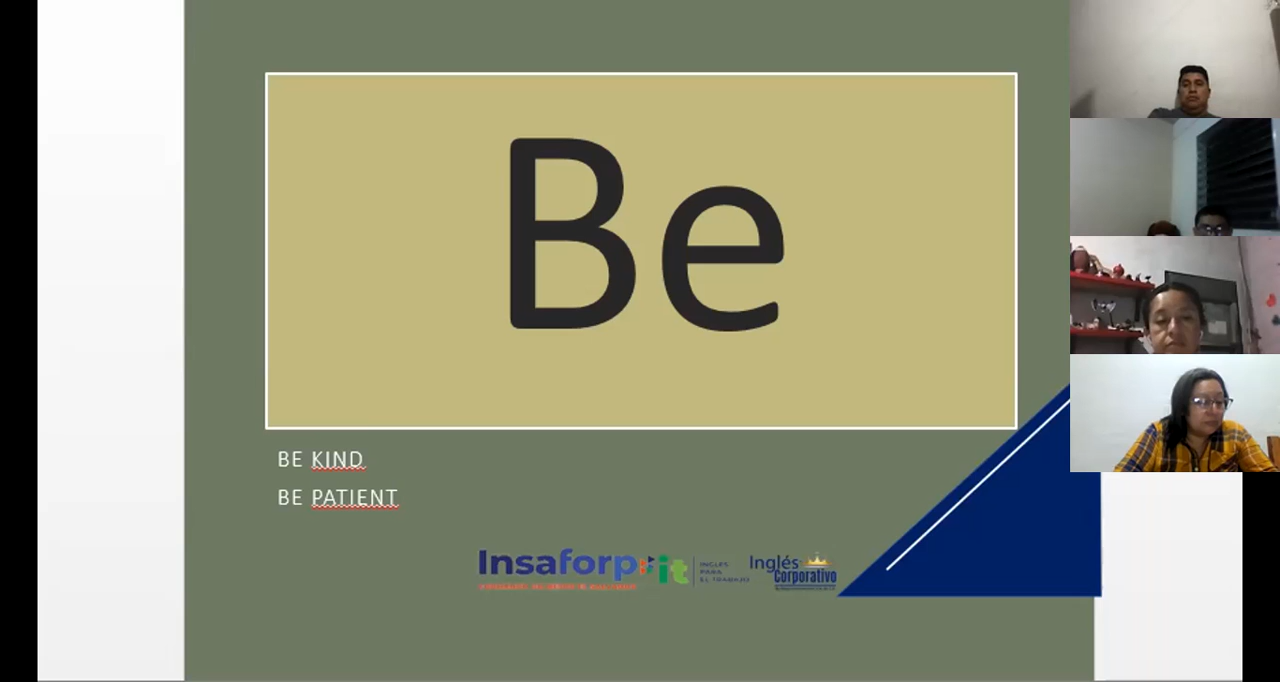 Be
BE KIND
BE PATIENT
Insaforp
it
INGLÉS
PARA
EL TRABAJO
Inglés
Corporativo